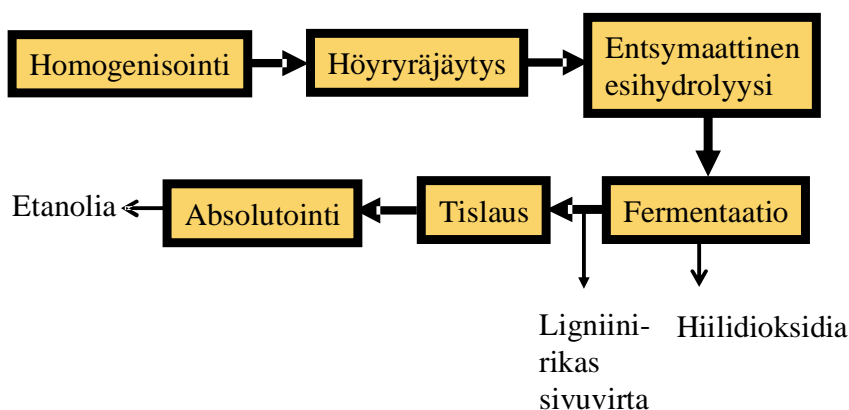 Homogenisointi
Höyryräjäytys
Entsymaattinen
esihydrolyysi
Etanolia
Absolutointi
Tislaus
Fermentaatio
Ligniini-
rikas
sivuvirta
Hiilidioksidia